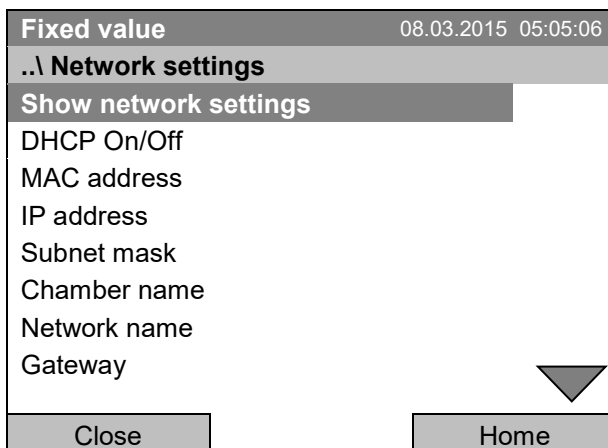 Fixed value 08.03.2015 05:05:06
..\ Network settings
Show network settings
DHCP On/Off
MAC address
IP address
Subnet mask
Chamber name
Network name
Gateway
Close Home